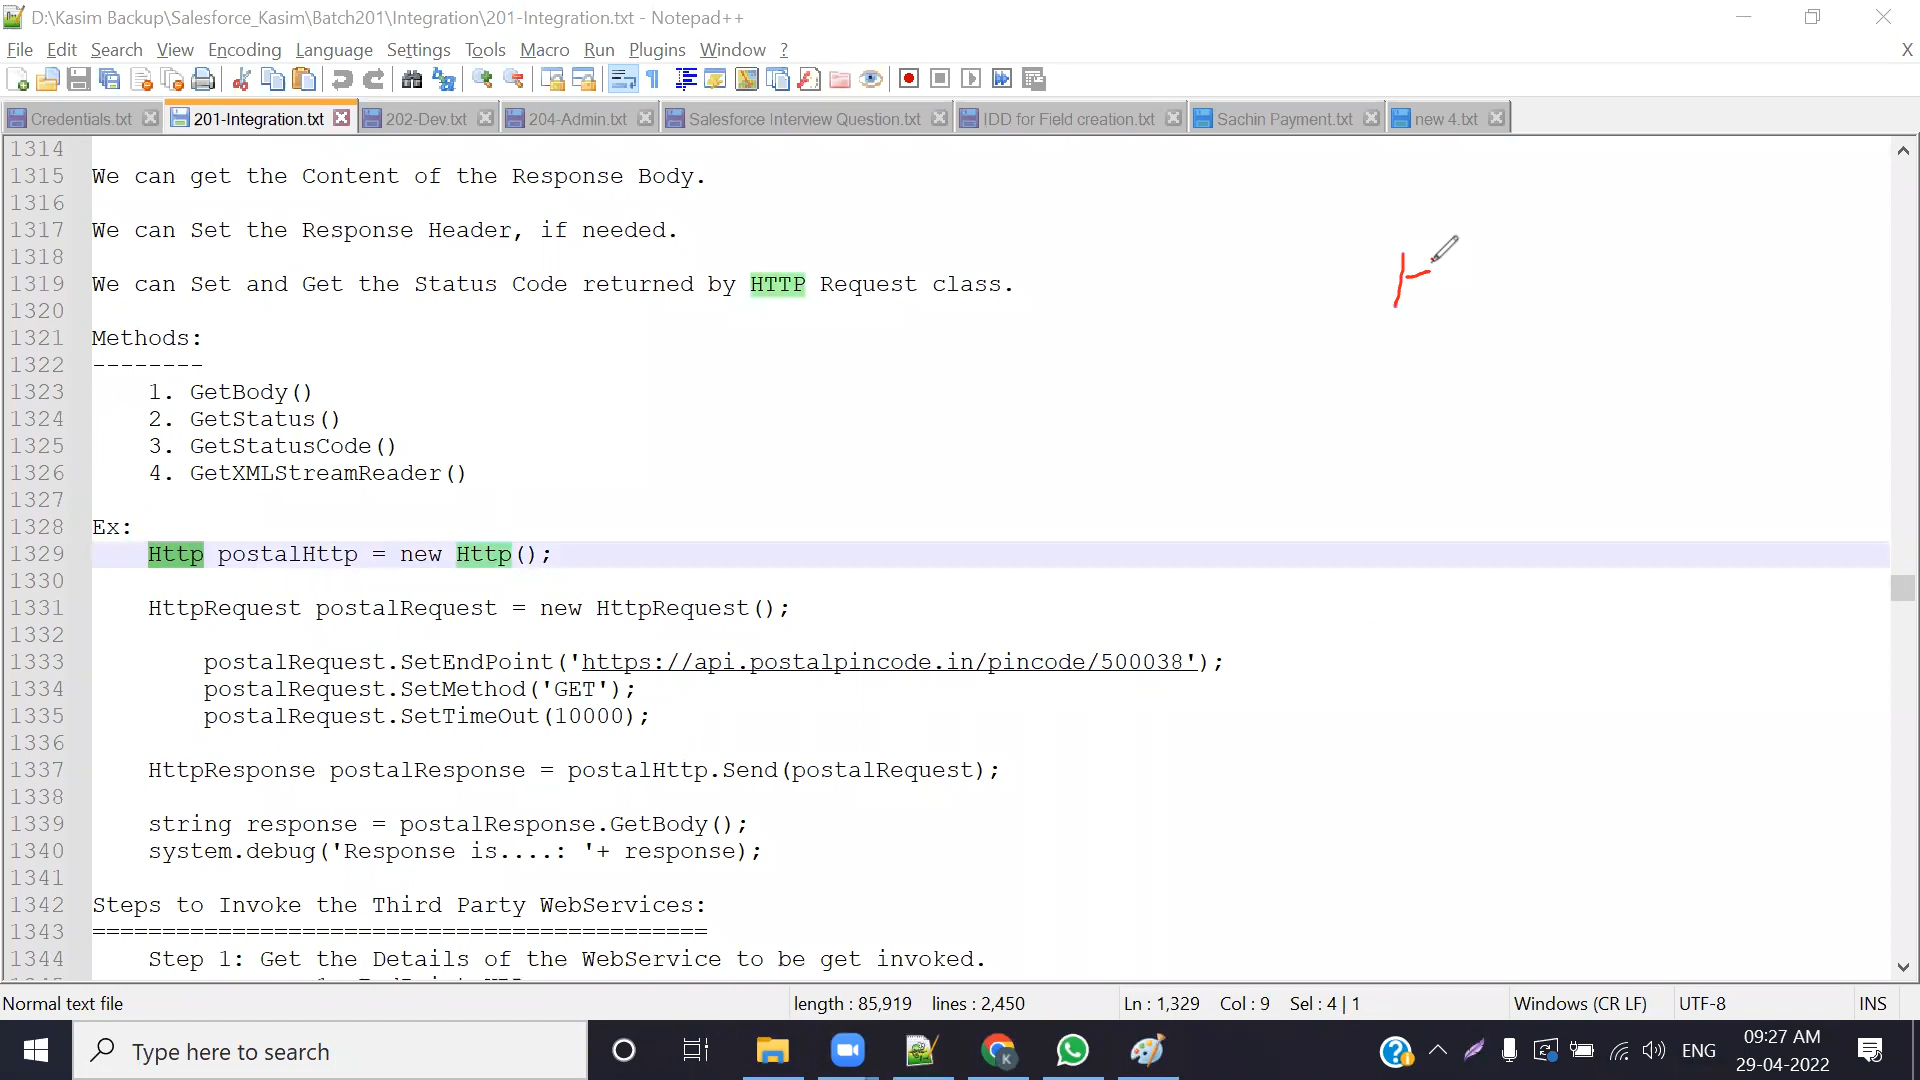 D:\Kasim Backup\Salesforce_Kasim\Batch201\Integration\201-Integration.txt - Notepad++
File Edit Search View Encoding Language Settings Tools Macro Run Plugins Window ? X
Credentials.txt 201-Integration.txt 202-Dev.txt 204-Admin.txt Salesforce Interview Question.txt IDD for Field creation.txt Sachin Payment.txt new 4.txt
1314
1315 We can get the Content of the Response Body.
1316
1317 We can Set the Response Header, if needed.
1318
1319 We can Set and Get the Status Code returned by HTTP Request class.
1320
1321 Methods:
1322 --------
1323 1. GetBody()
1324 2. GetStatus()
1325 3. GetStatusCode()
1326 4. GetXMLStreamReader()
1327
1328 Ex:
1329 Http postalHttp = new Http();
1330
1331 HttpRequest postalRequest = new HttpRequest();
1332
1333 postalRequest.SetEndPoint('https://api.postalpincode.in/pincode/500038');
1334 postalRequest.SetMethod('GET');
1335 postalRequest.SetTimeOut(10000);
1336
1337 HttpResponse postalResponse = postalHttp.Send(postalRequest);
1338
1339 string response = postalResponse.GetBody();
1340 system.debug('Response is....: '+ response);
1341
1342 Steps to Invoke the Third Party WebServices:
1343 ============================================
1344 Step 1: Get the Details of the WebService to be get invoked.
Normal text file length : 85,919 lines : 2,450 Ln : 1,329 Col : 9 Sel : 4 | 1 Windows (CR LF) UTF-8 INS
Type here to search ENG 09:27 AM
29-04-2022